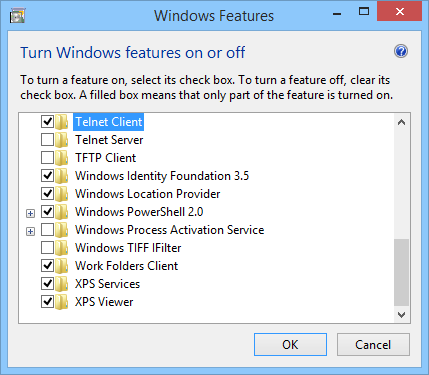 Windows Features
Turn Windows features on or off
To turn a feature on, select its check box. To turn a feature off, clear its
check box. A filled box means that only part of the feature is turned on.
Telnet Client
Telnet Server
TFTP Client
Windows Identity Foundation 3.5
Windows Location Provider
Windows PowerShell 2.0
Windows Process Activation Service
Windows TIFF IFilter
Work Folders Client
XPS Services
XPS Viewer
OK
Cancel